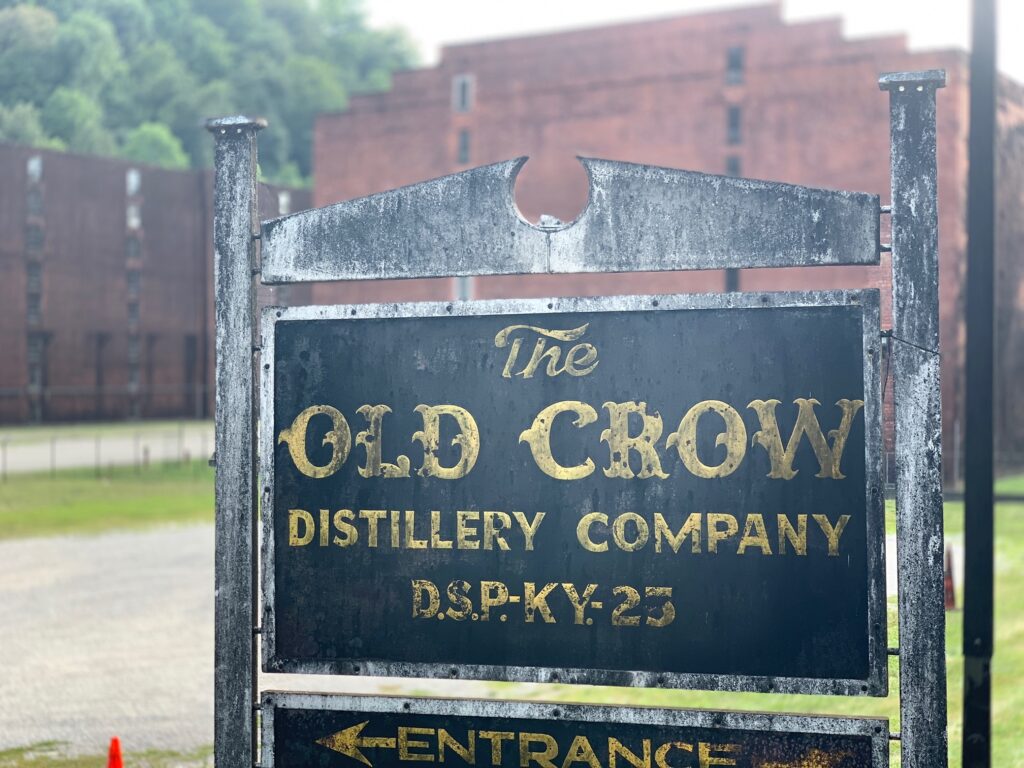 The
OLD CROW
DISTILLERY COMPANY
D.S.P.-KY.-25
ENTRANCE